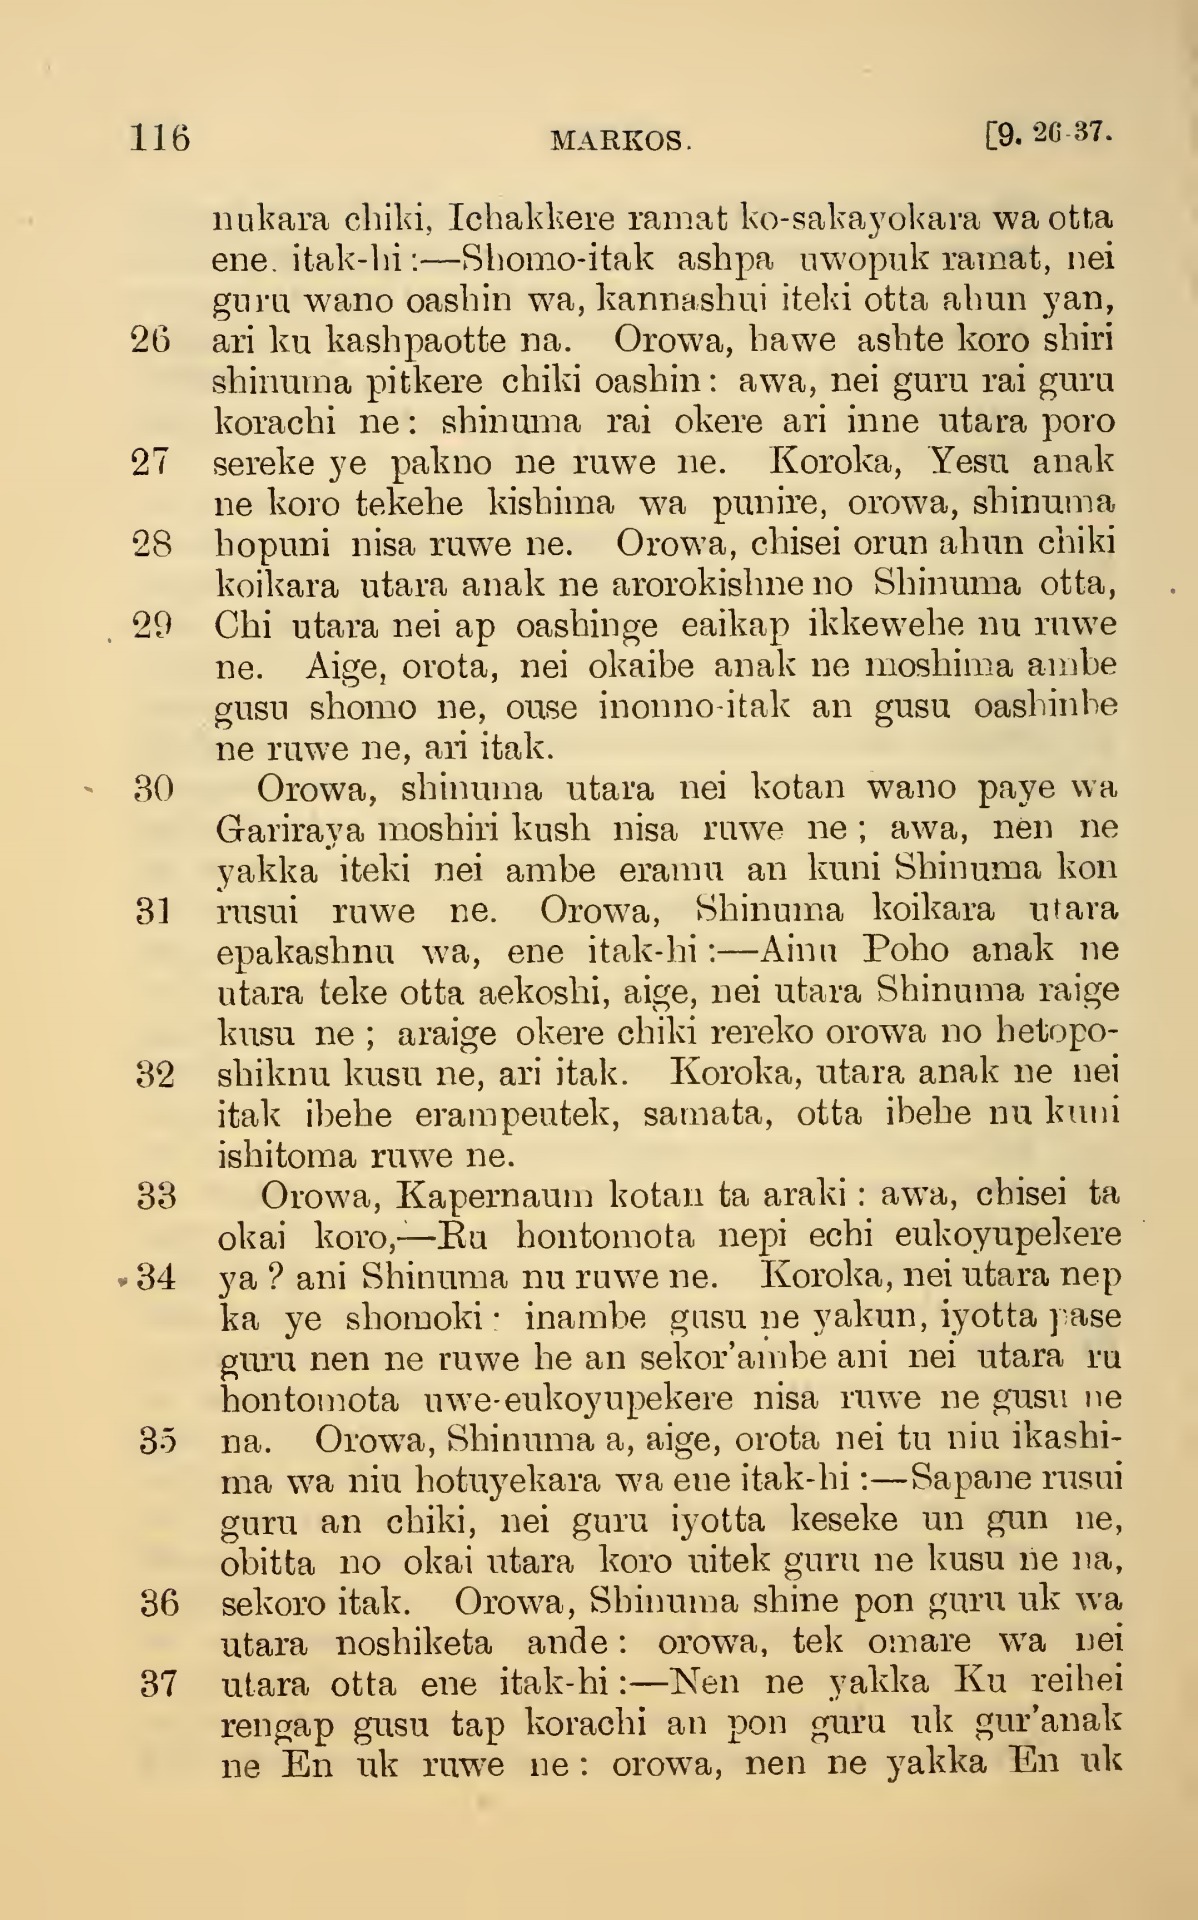 116 MARKOS. [9. 26-37.
nukara chiki, Ichakkere ramat ko-sakayokara wa otta
ene. itak-hi:—Shomo-itak ashpa uwopuk ramat, nei
guru wano oashin wa, kannashui iteki otta ahun yan,
26 ari ku kashpaotte na. Orowa, hawe ashte koro shiri
shinuma pitkere chiki oashin: awa, nei guru rai guru
korachi ne: shinuma rai okere ari inne utara poro
27 sereke ye pakno ne ruwe ne. Koroka, Yesu anak
ne koro tekehe kishima wa punire, orowa, shinuma
28 hopuni nisa ruwe ne. Orowa, chisei orun ahun chiki
koikara utara anak ne arorokishne no Shinuma otta,
29 Chi utara nei ap oashinge eaikap ikkewehe nu ruwe
ne. Aige, orota, nei okaibe anak ne moshima ambe
gusu shomo ne, ouse inonno-itak an gusu oashinbe
ne ruwe ne, ari itak.
30 Orowa, shinuma utara nei kotan wano paye wa
Gariraya moshiri kush nisa ruwe ne; awa, nen ne
yakka iteki nei ambe eramu an kuni Shinuma kon
31 rusui ruwe ne. Orowa, Shinuma koikara utara
epakashnu wa, ene itak-hi:—Ainu Poho anak ne
utara teke otta aekoshi, aige, nei utara Shinuma raige
kusu ne; araige okere chiki rereko orowa no hetopo-
32 shiknu kusu ne, ari itak. Koroka, utara anak ne nei
itak ibehe erampeutek, samata, otta ibehe nu kuni
ishitoma ruwe ne.
33 Orowa, Kapernaum kotan ta araki: awa, chisei ta
okai koro,—Ru hontomota nepi echi eukoyupekere
34 ya? ani Shinuma nu ruwe ne. Koroka, nei utara nep
ka ye shomoki: inambe gusu ne yakun, iyotta pase
guru nen ne ruwe he an sekor'ambe ani nei utara ru
hontomota uwe-eukoyupekere nisa ruwe ne gusu ne
35 na. Orowa, Shinuma a, aige, orota nei tu niu ikashi-
ma wa niu hotuyekara wa ene itak-hi:—Sapane rusui
guru an chiki, nei guru iyotta keseke un gun ne,
obitta no okai utara koro uitek guru ne kusu ne na,
36 sekoro itak. Orowa, Shinuma shine pon guru uk wa
utara noshiketa ande: orowa, tek omare wa nei
37 utara otta ene itak-hi:—Nen ne yakka Ku reihei
rengap gusu tap korachi an pon guru uk gur'anak
ne En uk ruwe ne: orowa, nen ne yakka En uk